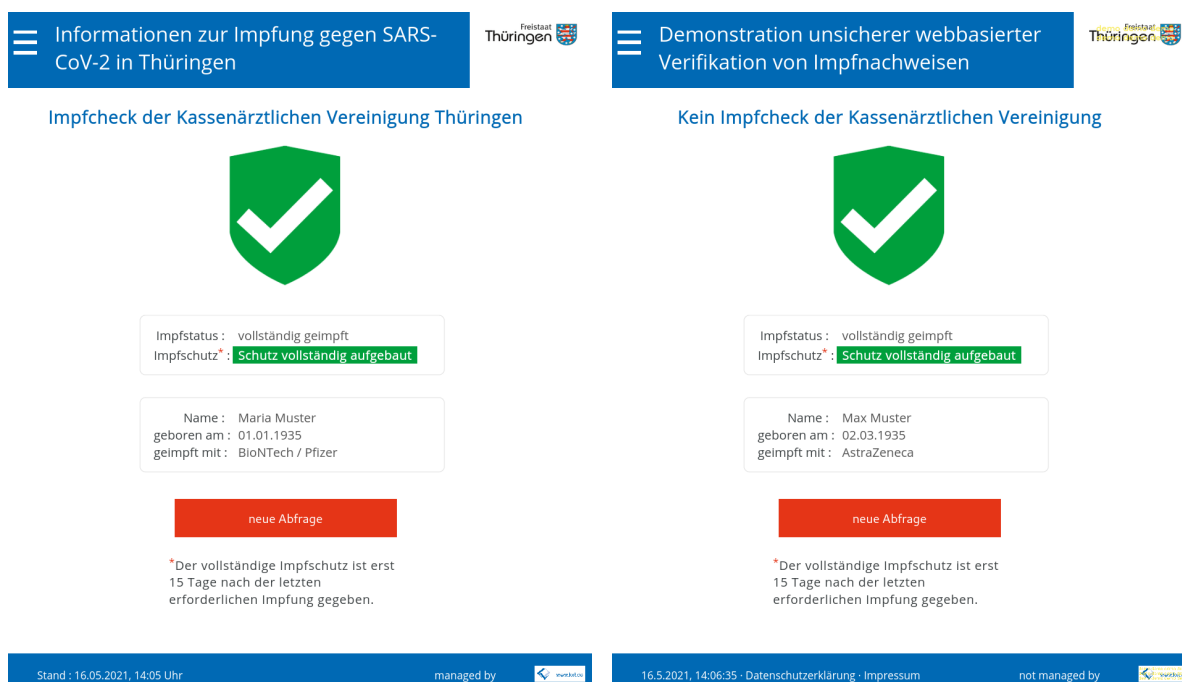 Informationen zur Impfung gegen SARS-
CoV-2 in Thüringen
Freistaat
Thüringen
Impfcheck der Kassenärztlichen Vereinigung Thüringen
Impfstatus : vollständig geimpft
Impfschutz* : Schutz vollständig aufgebaut
Name : Maria Muster
geboren am : 01.01.1935
geimpft mit : BioNTech / Pfizer
neue Abfrage
*Der vollständige Impfschutz ist erst
15 Tage nach der letzten
erforderlichen Impfung gegeben.
Stand : 16.05.2021, 14:05 Uhr
managed by
Demonstration unsicherer webbasierter
Verifikation von Impfnachweisen
Freistaat
Thüringen
Kein Impfcheck der Kassenärztlichen Vereinigung
Impfstatus : vollständig geimpft
Impfschutz* : Schutz vollständig aufgebaut
Name : Max Muster
geboren am : 02.03.1935
geimpft mit : AstraZeneca
neue Abfrage
*Der vollständige Impfschutz ist erst
15 Tage nach der letzten
erforderlichen Impfung gegeben.
16.5.2021, 14:06:35 · Datenschutzerklärung · Impressum
not managed by